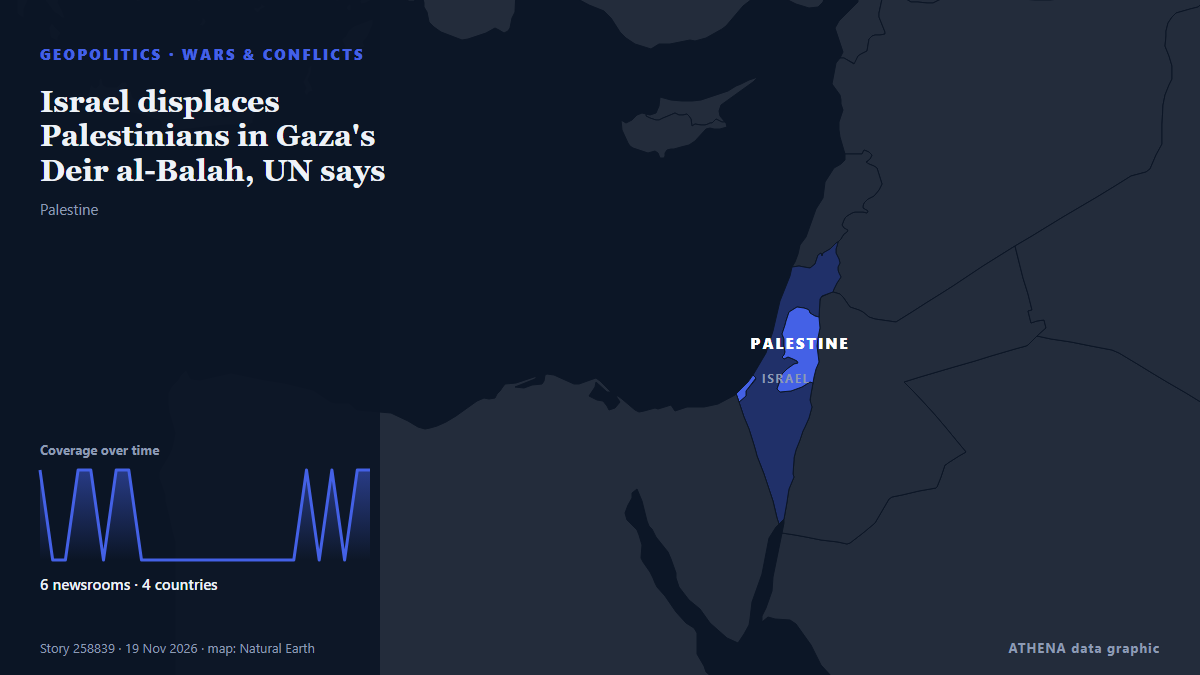 GEOPOLITICS · WARS & CONFLICTS
Israel displaces
Palestinians in Gaza's
Deir al-Balah, UN says
Palestine
PALESTINE
ISRAEL
Coverage over time
6 newsrooms · 4 countries
Story 258839 · 19 Nov 2026 · map: Natural Earth
ATHENA data graphic